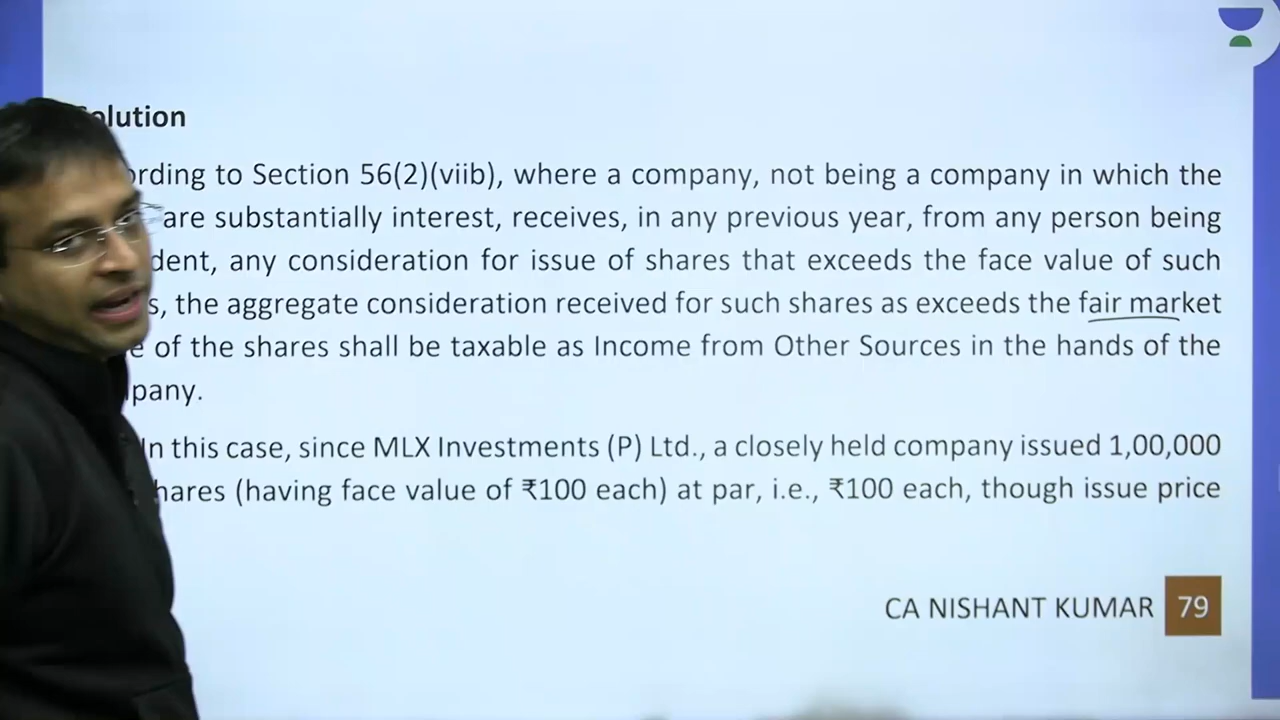 olution
ording to Section 56(2)(viib), where a company, not being a company in which the
are substantially interest, receives, in any previous year, from any person being
dent, any consideration for issue of shares that exceeds the face value of such
s, the aggregate consideration received for such shares as exceeds the fair market
e of the shares shall be taxable as Income from Other Sources in the hands of the
pany.
In this case, since MLX Investments (P) Ltd., a closely held company issued 1,00,000
hares (having face value of ₹100 each) at par, i.e., ₹100 each, though issue price
CA NISHANT KUMAR 79